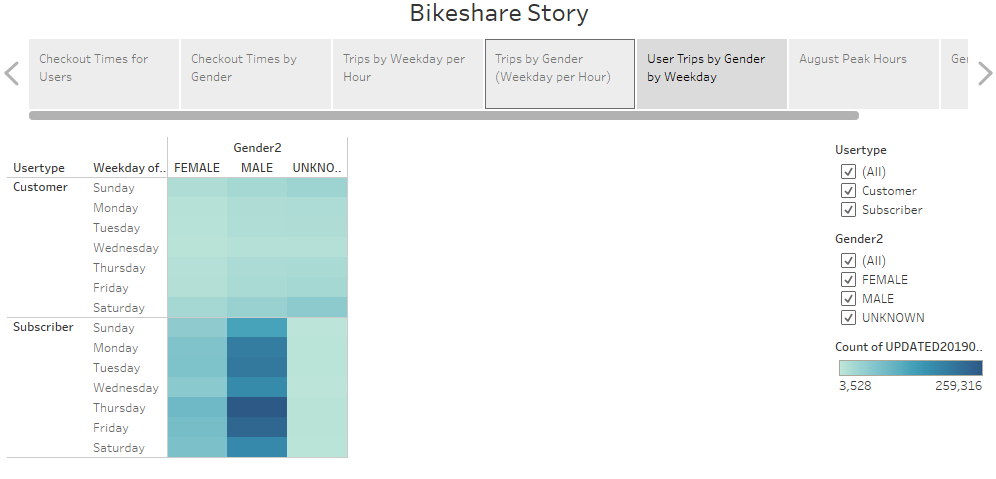 Bikeshare Story
Checkout Times for Users
Checkout Times by Gender
Trips by Weekday per Hour
Trips by Gender (Weekday per Hour)
User Trips by Gender by Weekday
August Peak Hours
Ge
Gender2
Usertype Weekday of.. FEMALE MALE UNKNO..
Customer Sunday
Monday
Tuesday
Wednesday
Thursday
Friday
Saturday
Subscriber Sunday
Monday
Tuesday
Wednesday
Thursday
Friday
Saturday
Usertype
(All)
Customer
Subscriber
Gender2
(All)
FEMALE
MALE
UNKNOWN
Count of UPDATED20190..
3,528 259,316